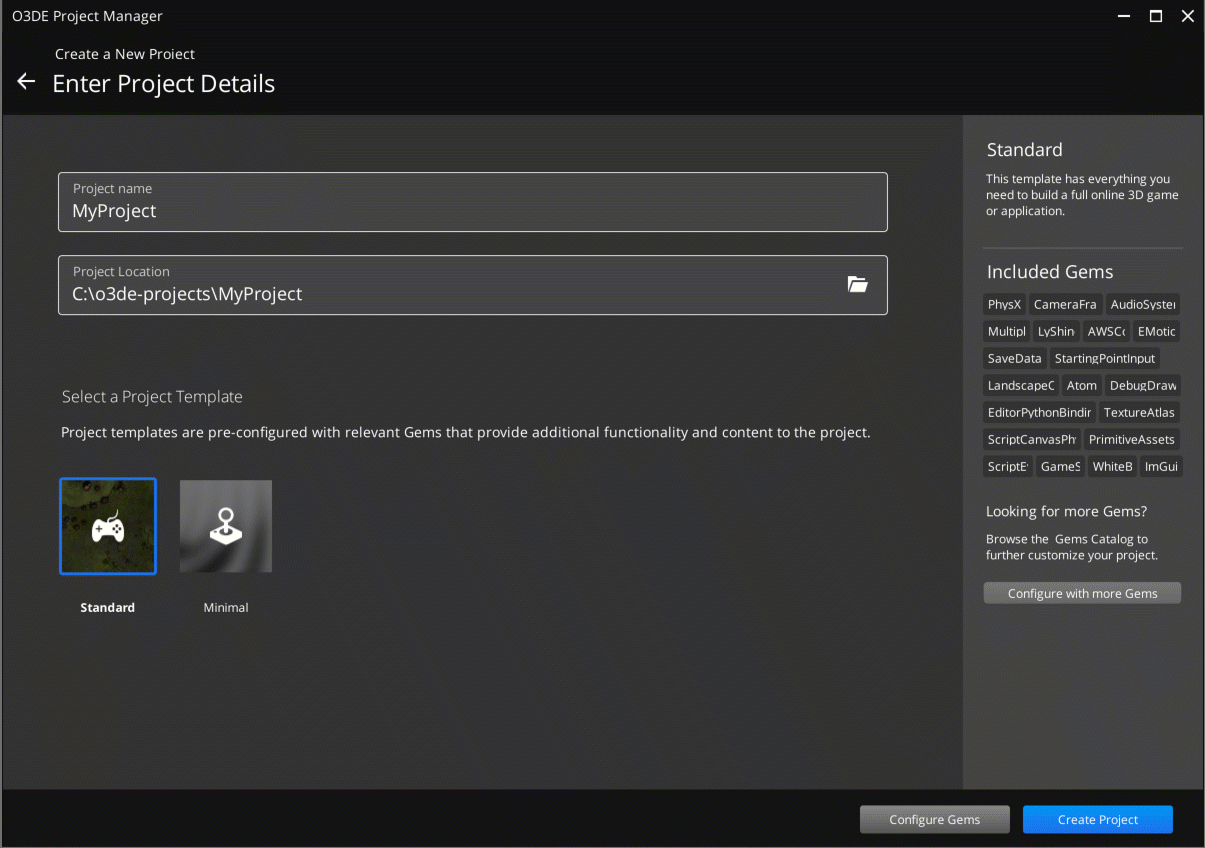 O3DE Project Manager
Create a New Project
Enter Project Details
Project name
MyProject
Project Location
C:\o3de-projects\MyProject
Select a Project Template
Project templates are pre-configured with relevant Gems that provide additional functionality and content to the project.
Standard Minimal
Standard
This template has everything you
need to build a full online 3D game
or application.
Included Gems
PhysX CameraFra AudioSyster
Multipl LyShin AWSCo EMotic
SaveData StartingPointInput
LandscapeC Atom DebugDraw
EditorPythonBindin TextureAtlas
ScriptCanvasPh PrimitiveAssets
ScriptE GameS WhiteB ImGui
Looking for more Gems?
Browse the Gems Catalog to
further customize your project.
Configure with more Gems
Configure Gems Create Project